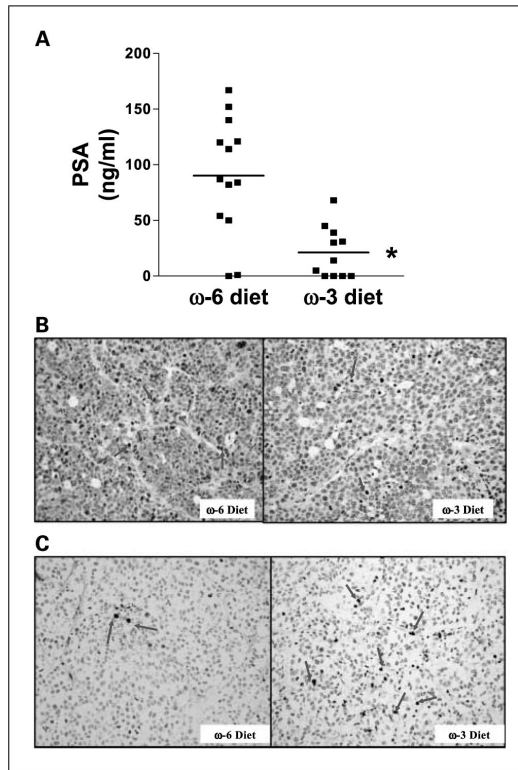 A
200
150
100
50
0
PSA
(ng/ml)
*
ω-6 diet
ω-3 diet
B
ω-6 Diet
ω-3 Diet
C
ω-6 Diet
ω-3 Diet